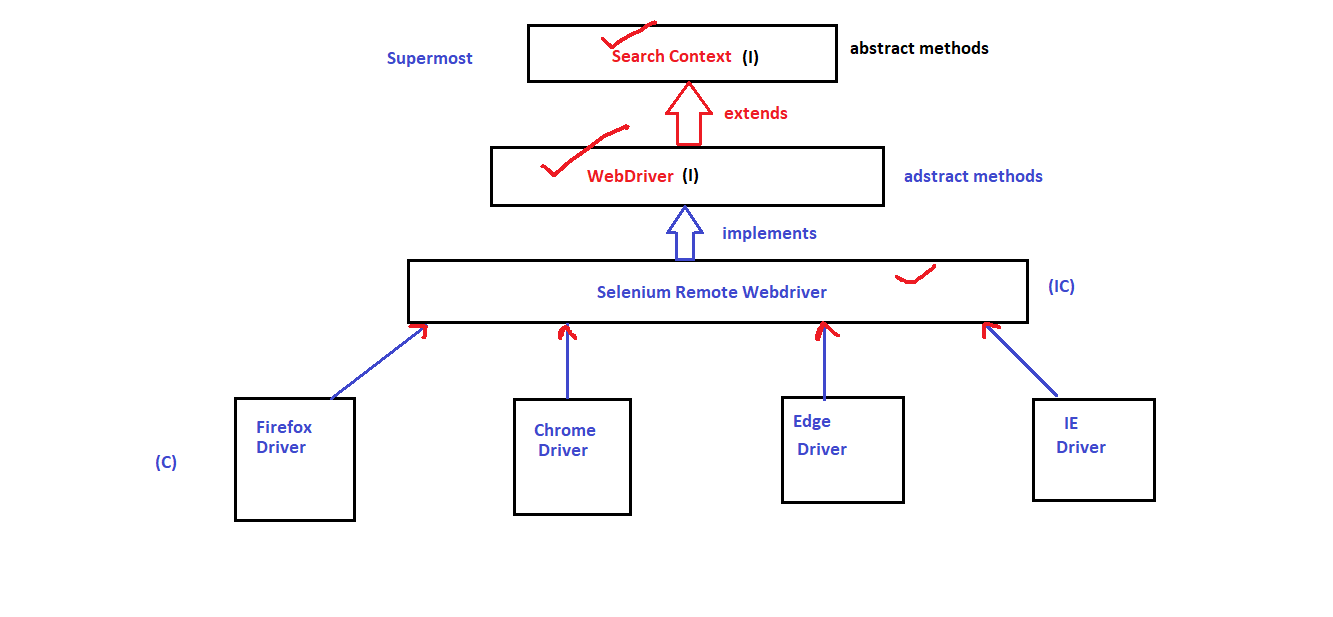 Supermost
Search Context (I)
abstract methods
extends
WebDriver (I)
adstract methods
implements
Selenium Remote Webdriver
(IC)
(C)
Firefox
Driver
Chrome
Driver
Edge
Driver
IE
Driver